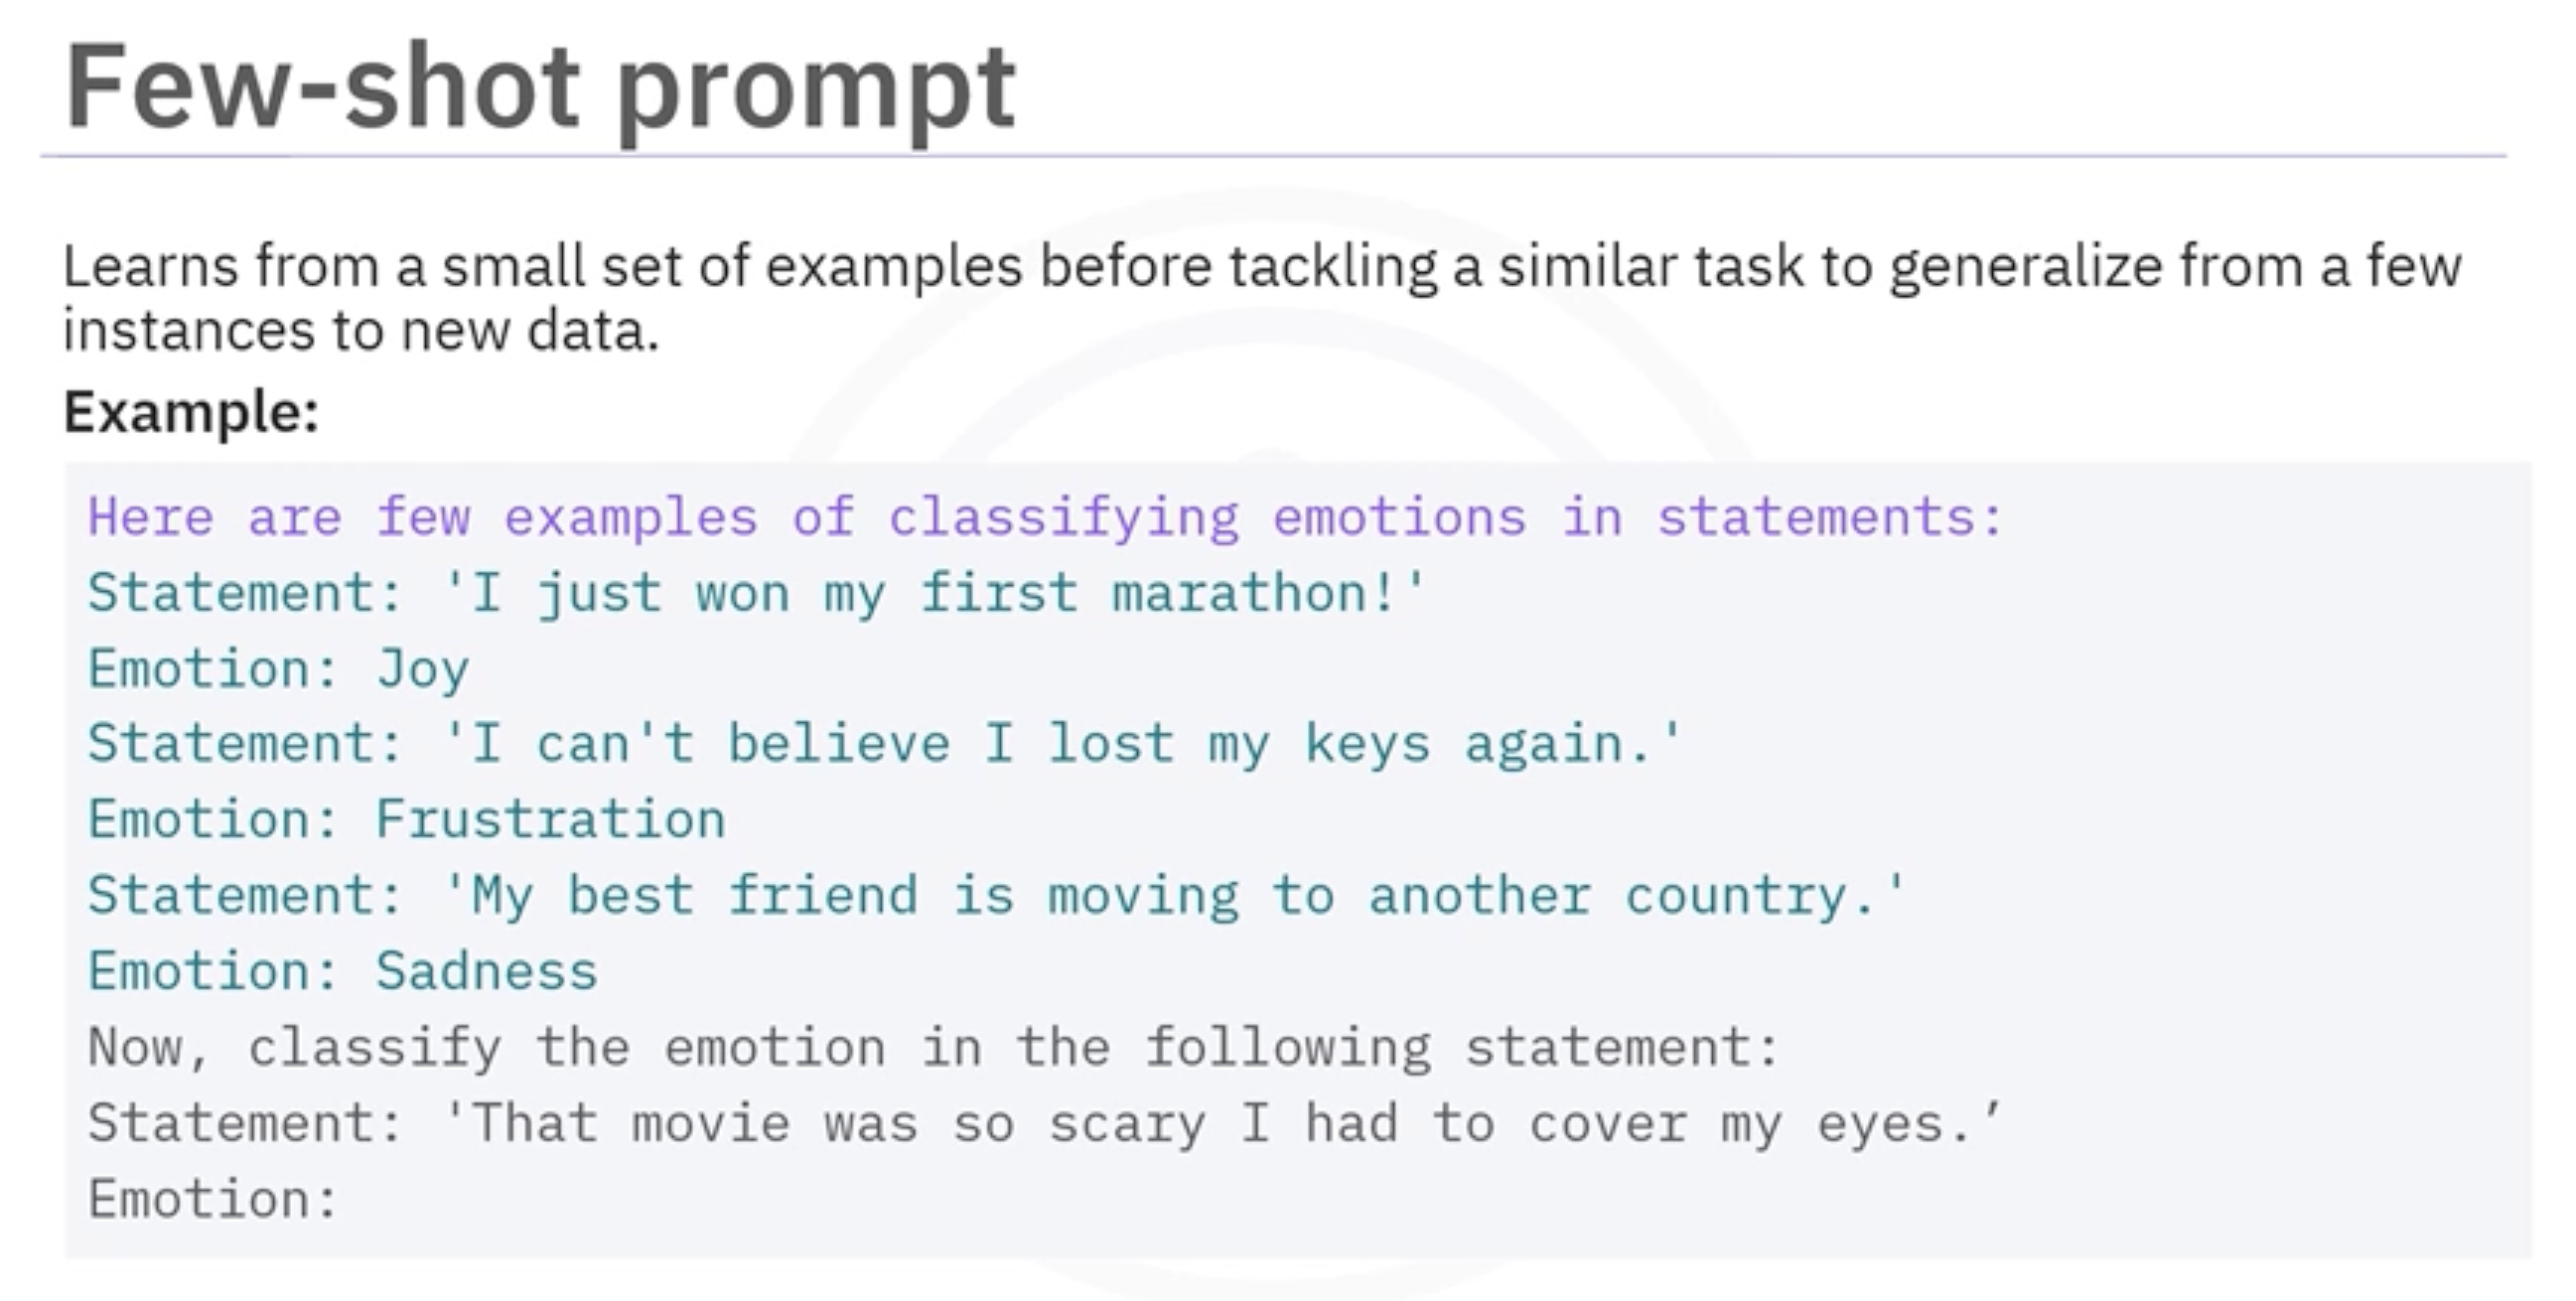 Few-shot prompt
Learns from a small set of examples before tackling a similar task to generalize from a few
instances to new data.
Example:
Here are few examples of classifying emotions in statements:
Statement: 'I just won my first marathon!'
Emotion: Joy
Statement: 'I can't believe I lost my keys again.'
Emotion: Frustration
Statement: 'My best friend is moving to another country.'
Emotion: Sadness
Now, classify the emotion in the following statement:
Statement: 'That movie was so scary I had to cover my eyes.’
Emotion: